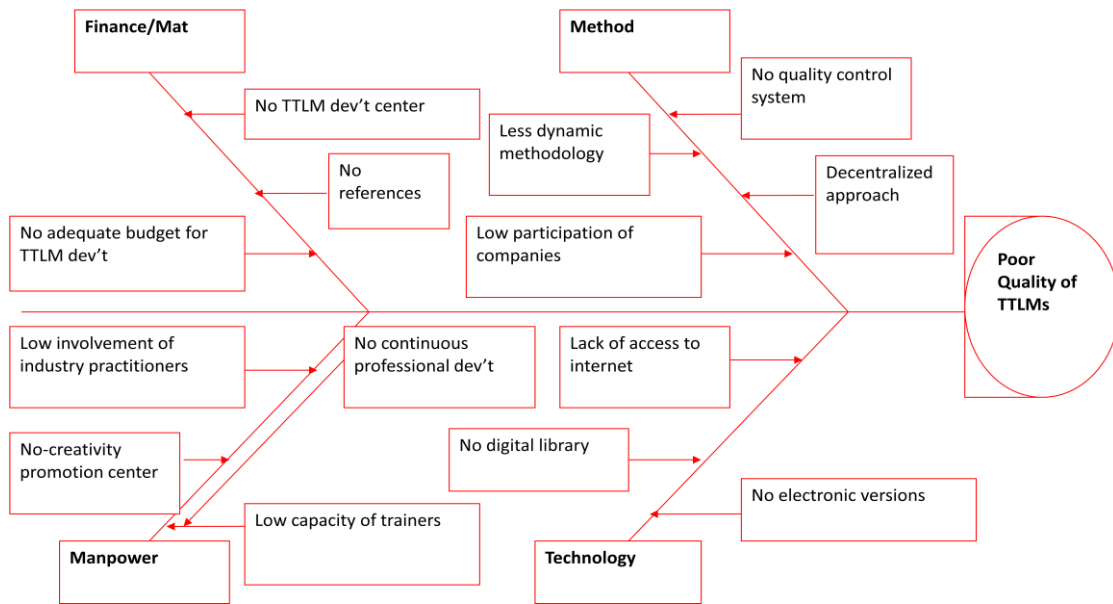 Finance/Mat
Method
No TTLM dev’t center
No quality control
system
Less dynamic
methodology
No
references
Decentralized
approach
No adequate budget for
TTLM dev’t
Low participation of
companies
Poor
Quality of
TTLMs
Low involvement of
industry practitioners
No continuous
professional dev’t
Lack of access to
internet
No-creativity
promotion center
No digital library
Low capacity of trainers
No electronic versions
Manpower
Technology